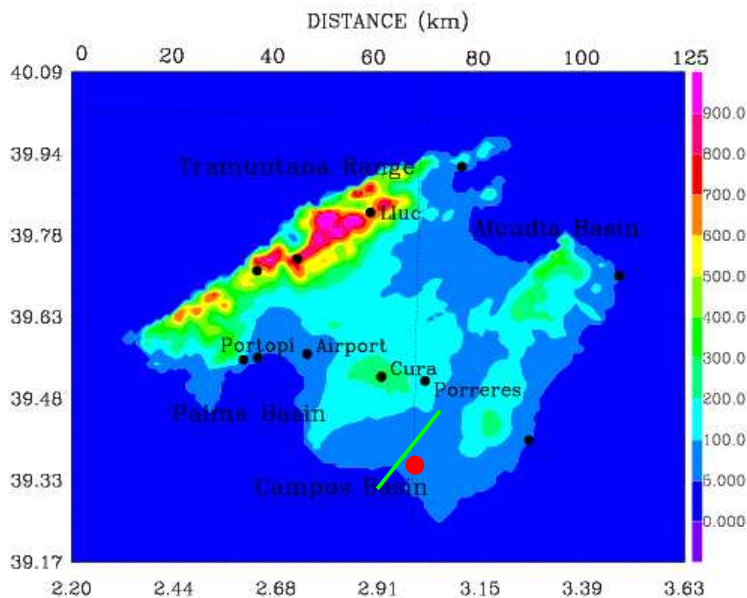 DISTANCE (km)
0 20 40 60 80 100 125
40.09
39.94
39.78
39.63
39.48
39.33
39.17
Tramuntana Range
Lluc
Alcudia Basin
Portopi
Airport
Cura
Porreres
Palma Basin
Campos Basin
2.20 2.44 2.68 2.91 3.15 3.39 3.63
900.0
800.0
700.0
600.0
500.0
400.0
300.0
200.0
100.0
5.000
0.000